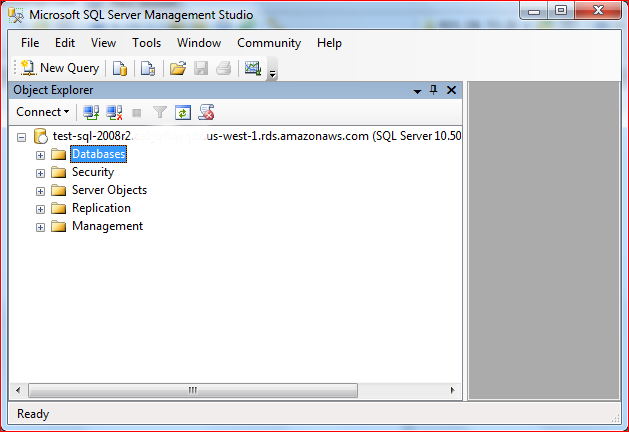 Microsoft SQL Server Management Studio
File Edit View Tools Window Community Help
New Query
Object Explorer
Connect
test-sql-2008r2. us-west-1.rds.amazonaws.com (SQL Server 10.50
Databases
Security
Server Objects
Replication
Management
Ready